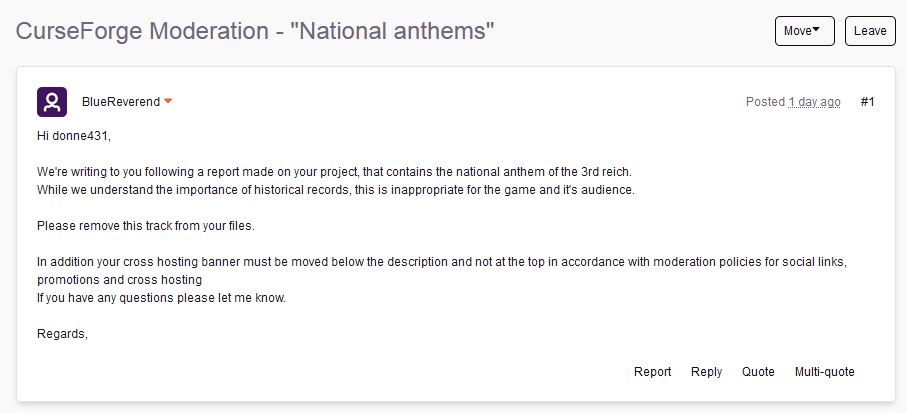 CurseForge Moderation - "National anthems"
Move
Leave
BlueReverend
Posted 1 day ago
#1
Hi donne431,
We're writing to you following a report made on your project, that contains the national anthem of the 3rd reich.
While we understand the importance of historical records, this is inappropriate for the game and it's audience.
Please remove this track from your files.
In addition your cross hosting banner must be moved below the description and not at the top in accordance with moderation policies for social links,
promotions and cross hosting
If you have any questions please let me know.
Regards,
Report
Reply
Quote
Multi-quote